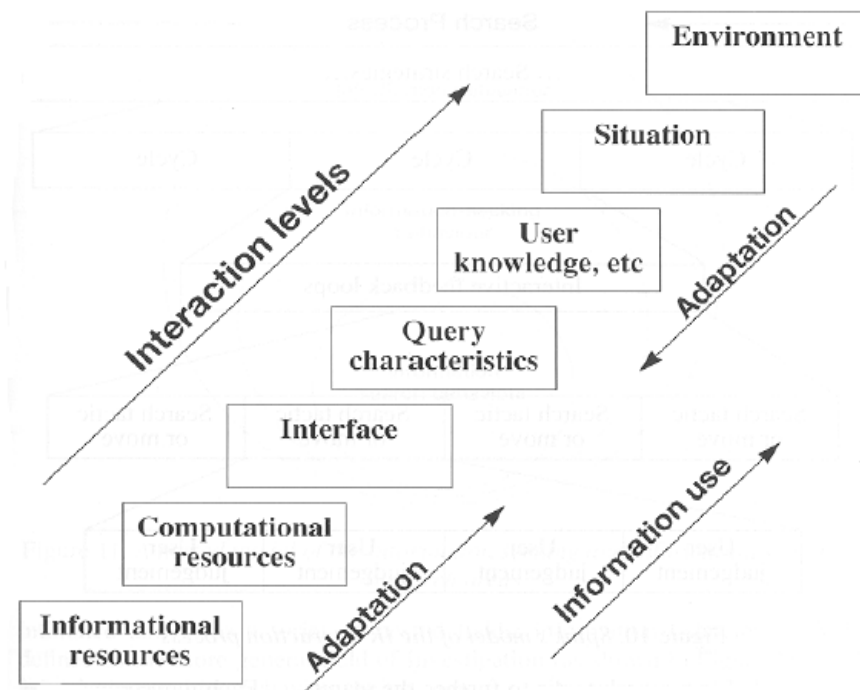 Environment
Situation
User
knowledge, etc
Query
characteristics
Interface
Computational
resources
Informational
resources
Interaction levels
Adaptation
Adaptation
Information use